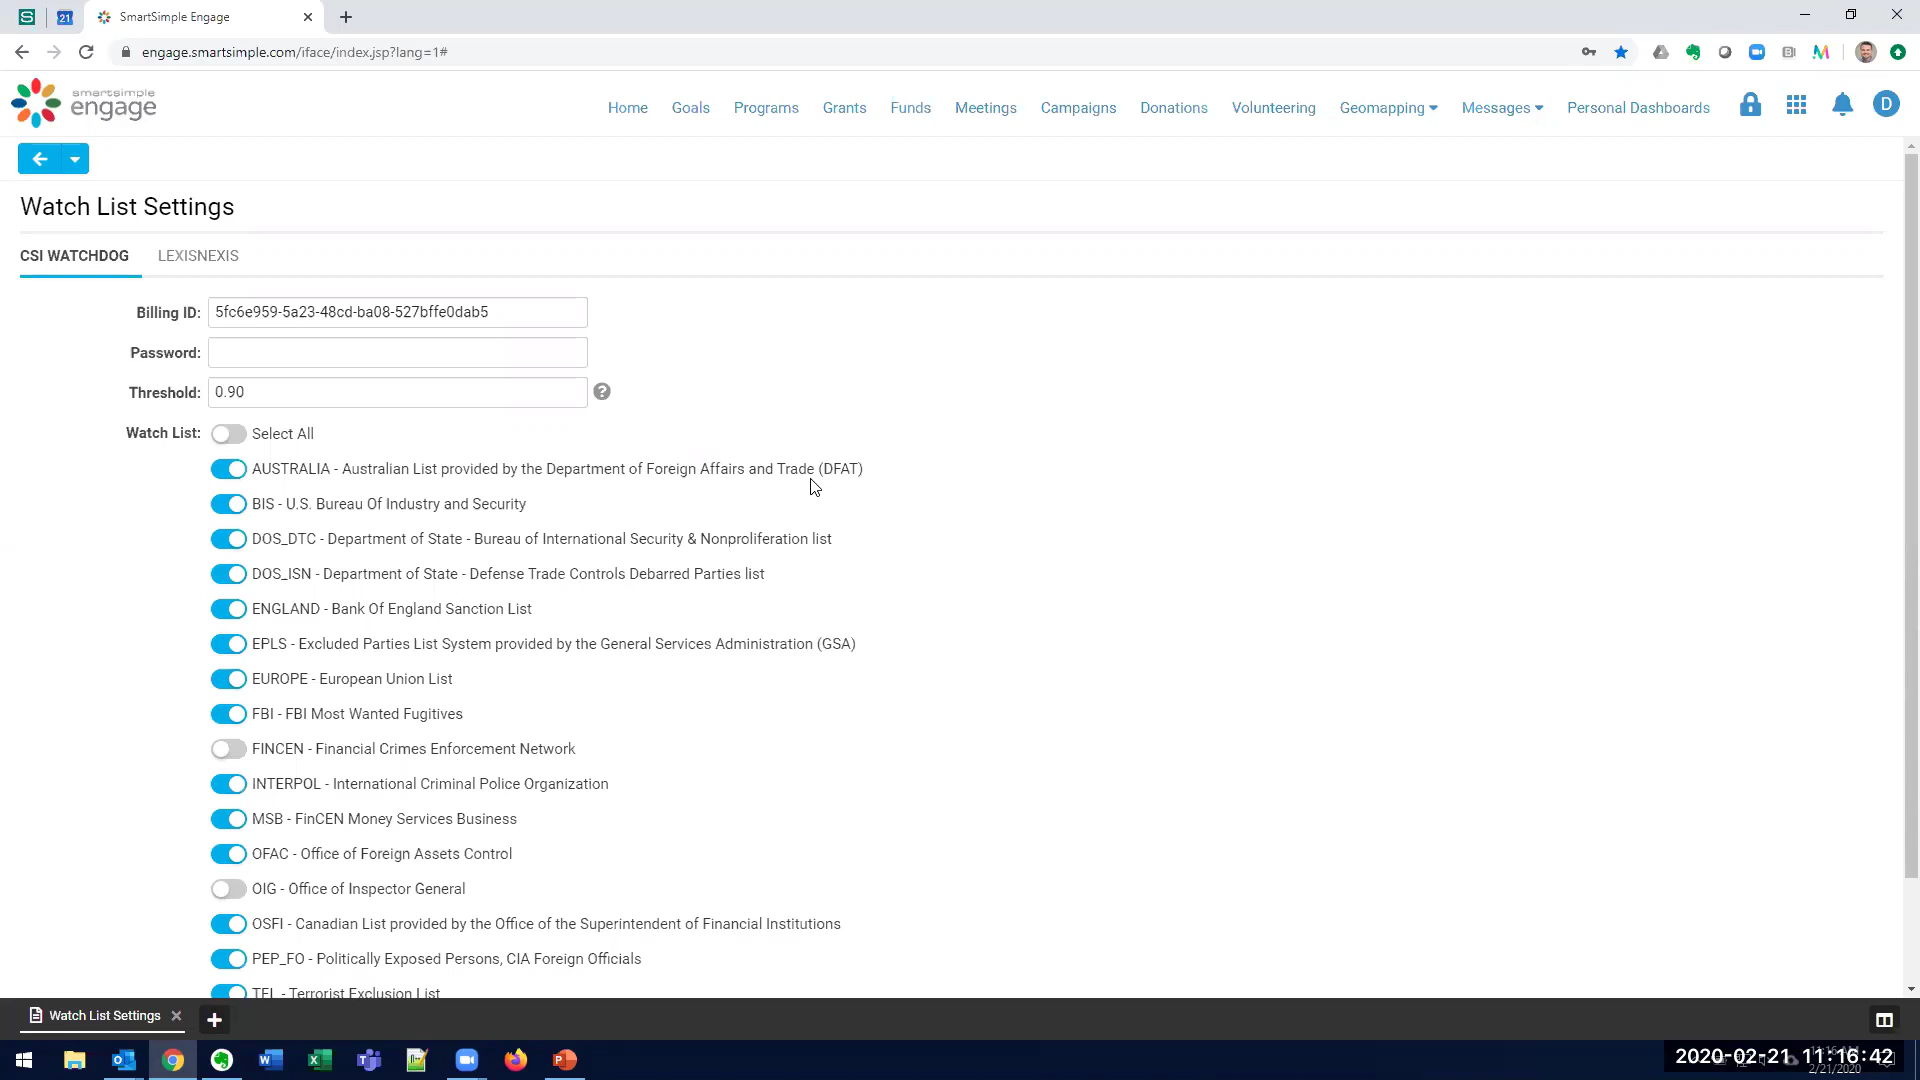 21
SmartSimple Engage
engage.smartsimple.com/iface/index.jsp?lang=1#
smartsimple
engage
Home Goals Programs Grants Funds Meetings Campaigns Donations Volunteering Geomapping Messages Personal Dashboards D
Watch List Settings
CSI WATCHDOG LEXISNEXIS
Billing ID: 5fc6e959-5a23-48cd-ba08-527bffe0dab5
Password:
Threshold: 0.90 ?
Watch List: Select All
AUSTRALIA - Australian List provided by the Department of Foreign Affairs and Trade (DFAT)
BIS - U.S. Bureau Of Industry and Security
DOS_DTC - Department of State - Bureau of International Security & Nonproliferation list
DOS_ISN - Department of State - Defense Trade Controls Debarred Parties list
ENGLAND - Bank Of England Sanction List
EPLS - Excluded Parties List System provided by the General Services Administration (GSA)
EUROPE - European Union List
FBI - FBI Most Wanted Fugitives
FINCEN - Financial Crimes Enforcement Network
INTERPOL - International Criminal Police Organization
MSB - FinCEN Money Services Business
OFAC - Office of Foreign Assets Control
OIG - Office of Inspector General
OSFI - Canadian List provided by the Office of the Superintendent of Financial Institutions
PEP_FO - Politically Exposed Persons, CIA Foreign Officials
TEL - Terrorist Exclusion List
Watch List Settings
2020-02-21 11:16:42
2/21/2020